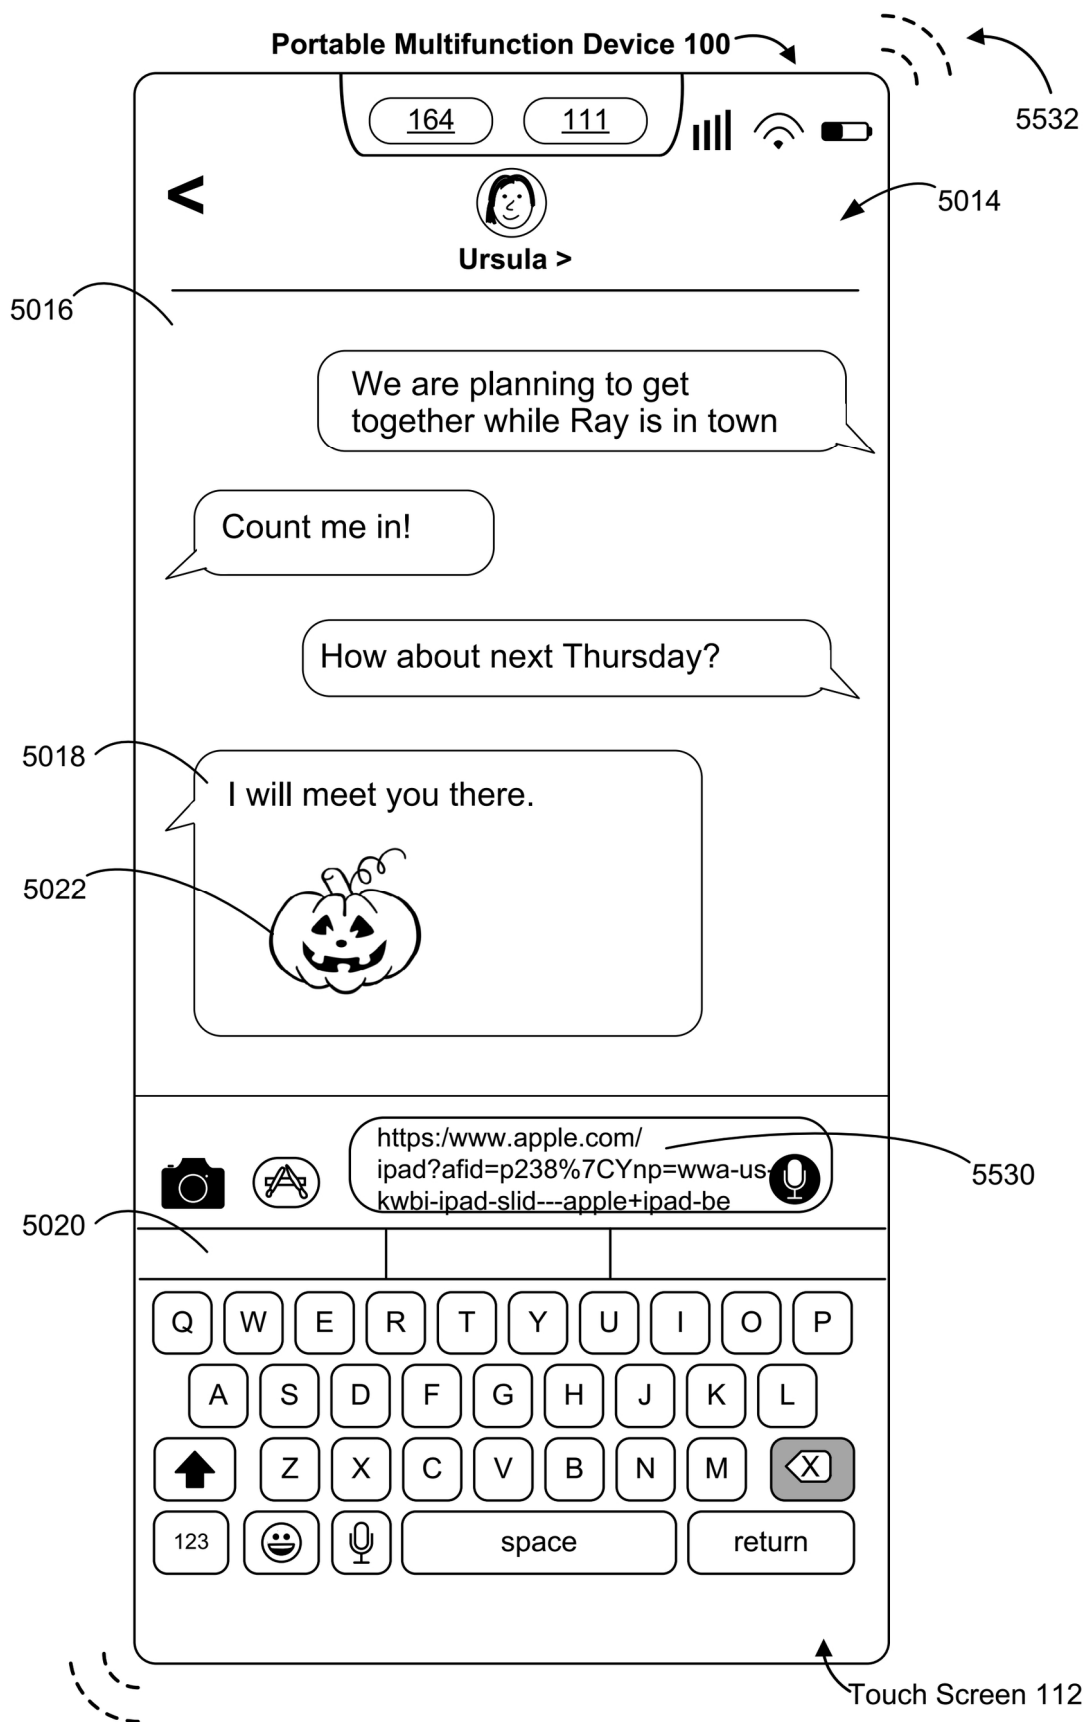 Portable Multifunction Device 100
5532
164 111
<
5014
Ursula >
5016
We are planning to get
together while Ray is in town
Count me in!
How about next Thursday?
5018
I will meet you there.
5022
https:/www.apple.com/
ipad?afid=p238%7CYnp=wwa-us-
kwbi-ipad-slid---apple+ipad-be
5530
5020
Q W E R T Y U I O P
A S D F G H J K L
Z X C V B N M X
123 space return
Touch Screen 112